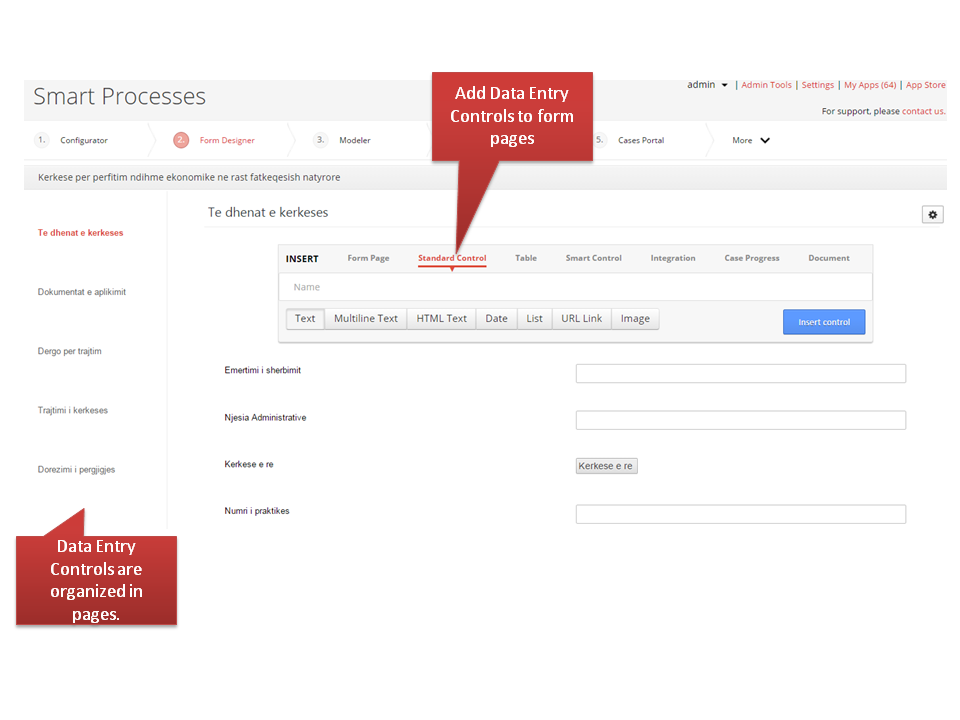 admin | Admin Tools | Settings | My Apps (64) | App Store
Smart Processes
For support, please contact us.
Add Data Entry
Controls to form
pages
1. Configurator 2. Form Designer 3. Modeler 5. Cases Portal More
Kerkese per perfitim ndihme ekonomike ne rast fatkeqesish natyrore
Te dhenat e kerkeses
Dokumentat e aplikimit
Dergo per trajtim
Trajtimi i kerkeses
Dorezimi i pergjigjes
Data Entry
Controls are
organized in
pages.
Te dhenat e kerkeses
INSERT Form Page Standard Control Table Smart Control Integration Case Progress Document
Name
Text Multiline Text HTML Text Date List URL Link Image Insert control
Emertimi i sherbimit
Njesia Administrative
Kerkese e re Kerkese e re
Numri i praktikes